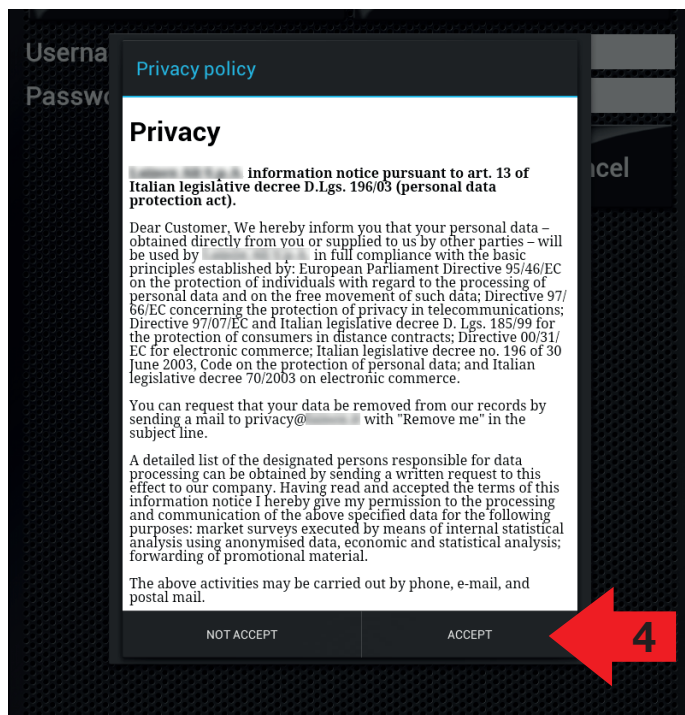 Userna
Passwo
ncel
Privacy policy
Privacy
information notice pursuant to art. 13 of
Italian legislative decree D.Lgs. 196/03 (personal data
protection act).
Dear Customer, We hereby inform you that your personal data –
obtained directly from you or supplied to us by other parties – will
be used by in full compliance with the basic
principles established by: European Parliament Directive 95/46/EC
on the protection of individuals with regard to the processing of
personal data and on the free movement of such data; Directive 97/
66/EC concerning the protection of privacy in telecommunications;
Directive 97/07/EC and Italian legislative decree D. Lgs. 185/99 for
the protection of consumers in distance contracts; Directive 00/31/
EC for electronic commerce; Italian legislative decree no. 196 of 30
June 2003, Code on the protection of personal data; and Italian
legislative decree 70/2003 on electronic commerce.
You can request that your data be removed from our records by
sending a mail to privacy@ with "Remove me" in the
subject line.
A detailed list of the designated persons responsible for data
processing can be obtained by sending a written request to this
effect to our company. Having read and accepted the terms of this
information notice I hereby give my permission to the processing
and communication of the above specified data for the following
purposes: market surveys executed by means of internal statistical
analysis using anonymised data, economic and statistical analysis;
forwarding of promotional material.
The above activities may be carried out by phone, e-mail, and
postal mail.
NOT ACCEPT
ACCEPT
4